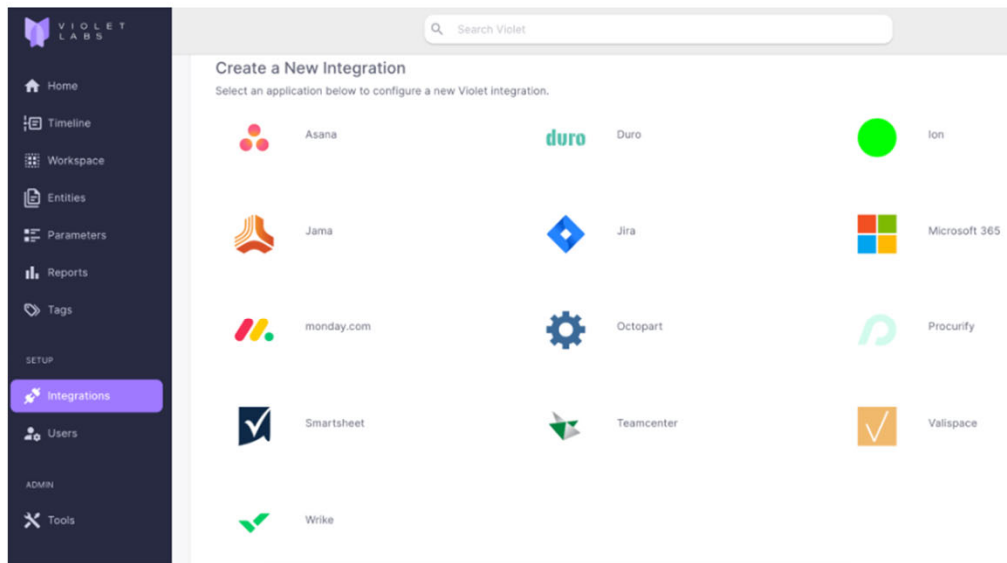 VIOLET
LABS
Search Violet
Home
Timeline
Workspace
Entities
Parameters
Reports
Tags
SETUP
Integrations
Users
ADMIN
Tools
Create a New Integration
Select an application below to configure a new Violet integration.
Asana
duro
Duro
Ion
Jama
Jira
Microsoft 365
monday.com
Octopart
Procurify
Smartsheet
Teamcenter
Valispace
Wrike